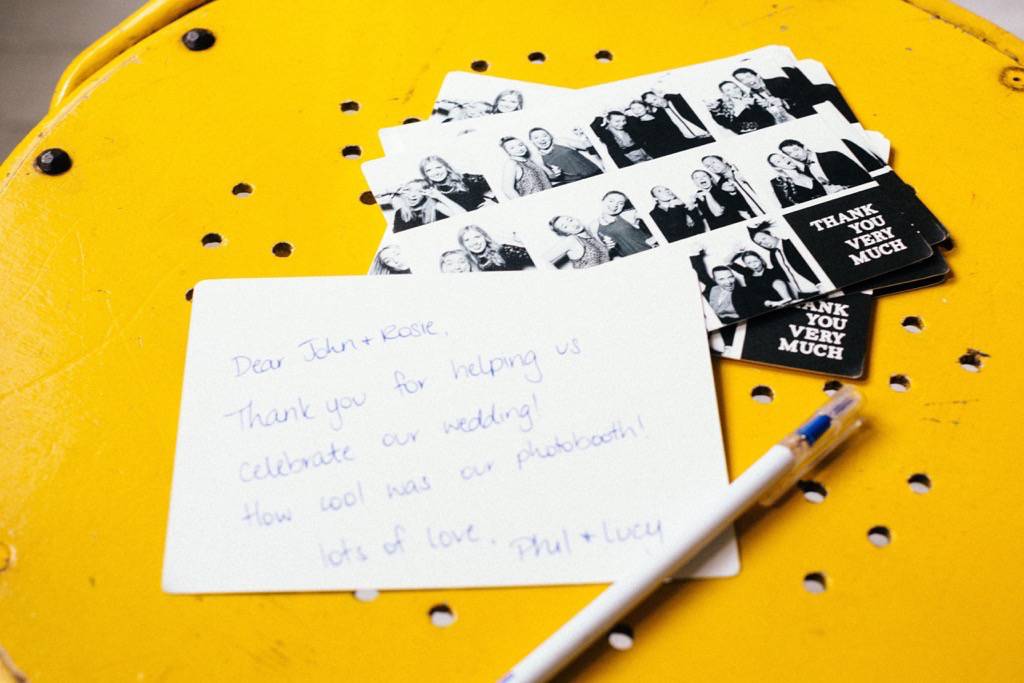 THANK
YOU
VERY
MUCH
THANK
YOU
VERY
MUCH
Dear John + Rosie,
Thank you for helping us
celebrate our wedding!
How cool was our photobooth!
lots of love, Phil + Lucy